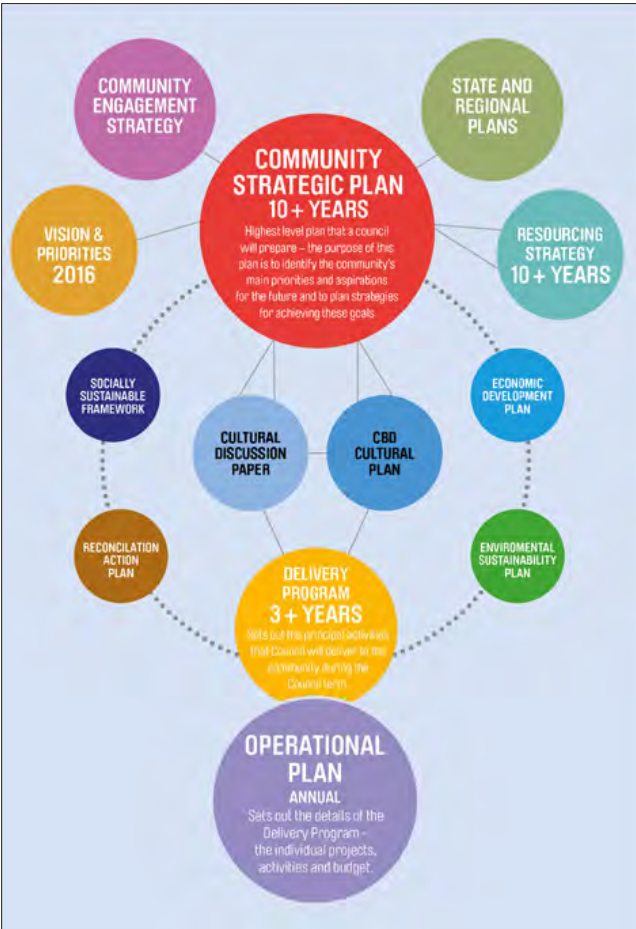 COMMUNITY
ENGAGEMENT
STRATEGY
STATE AND
REGIONAL
PLANS
COMMUNITY
STRATEGIC PLAN
10 + YEARS
Highest level plan that a council
will prepare – the purpose of this
plan is to identify the community's
main priorities and aspirations
for the future and to plan strategies
for achieving these goals
VISION &
PRIORITIES
2016
RESOURCING
STRATEGY
10 + YEARS
SOCIALLY
SUSTAINABLE
FRAMEWORK
ECONOMIC
DEVELOPMENT
PLAN
CULTURAL
DISCUSSION
PAPER
CBD
CULTURAL
PLAN
RECONCILATION
ACTION
PLAN
ENVIROMENTAL
SUSTAINABILITY
PLAN
DELIVERY
PROGRAM
3 + YEARS
Sets out the principal activities
that Council will deliver to the
community during the
Council term.
OPERATIONAL
PLAN
ANNUAL
Sets out the details of the
Delivery Program –
the individual projects,
activities and budget.